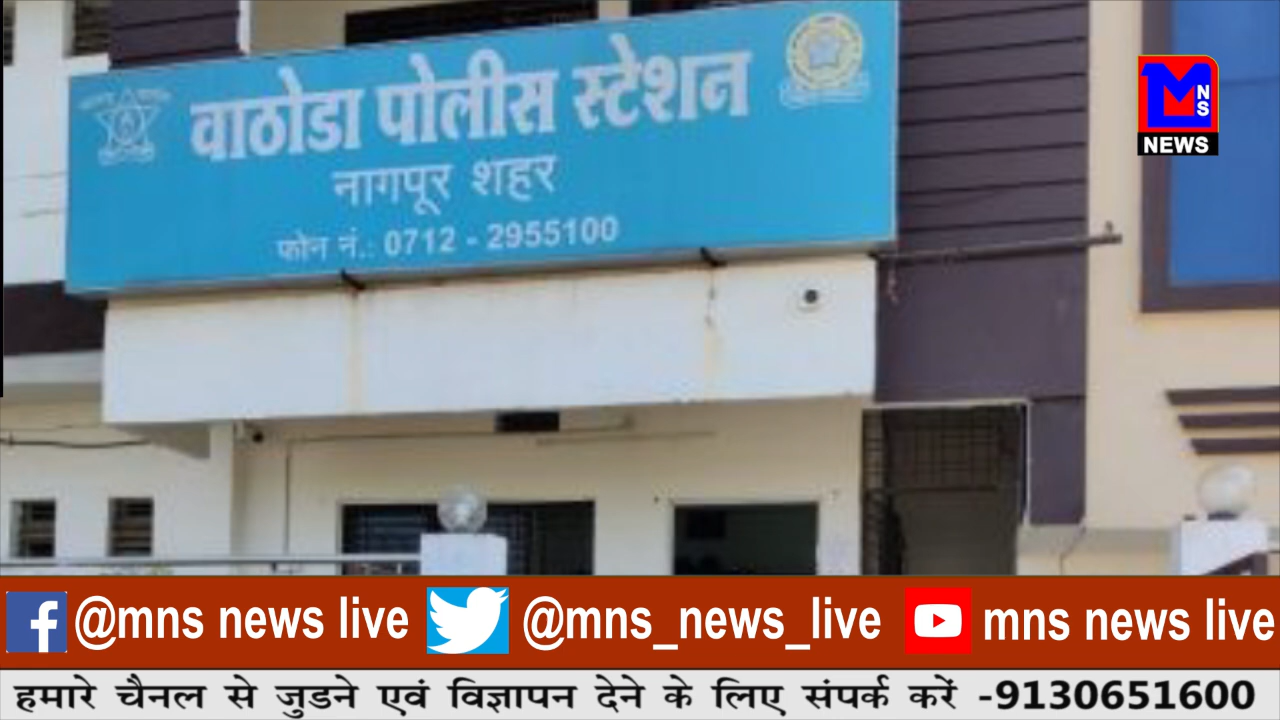 वाठोडा पोलीस स्टेशन
नागपूर शहर
फोन नं.: 0712 - 2955100
M NS
NEWS
@mns news live @mns_news_live mns news live
हमारे चैनल से जुडने एवं विज्ञापन देने के लिए संपर्क करें -9130651600